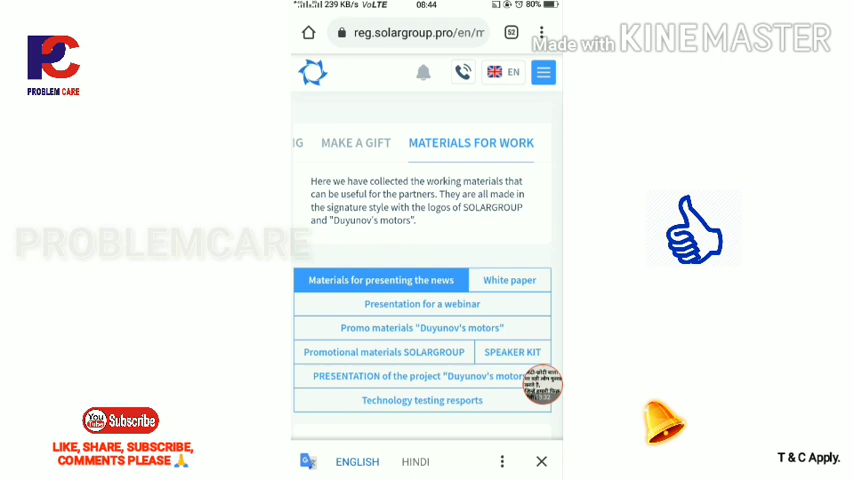 239 KB/s VoLTE 08:44 80%
reg.solargroup.pro/en/m 52
Made with KINEMASTER
PC
PROBLEM CARE
EN
NG MAKE A GIFT MATERIALS FOR WORK
Here we have collected the working materials that
can be useful for the partners. They are all made in
the signature style with the logos of SOLARGROUP
and "Duyunov's motors".
PROBLEMCARE
Materials for presenting the news White paper
Presentation for a webinar
Promo materials "Duyunov's motors"
Promotional materials SOLARGROUP SPEAKER KIT
PRESENTATION of the project "Duyunov's motors
Technology testing resports
You Tube Subscribe
LIKE, SHARE, SUBSCRIBE,
COMMENTS PLEASE 🙏
T & C Apply.
ENGLISH HINDI